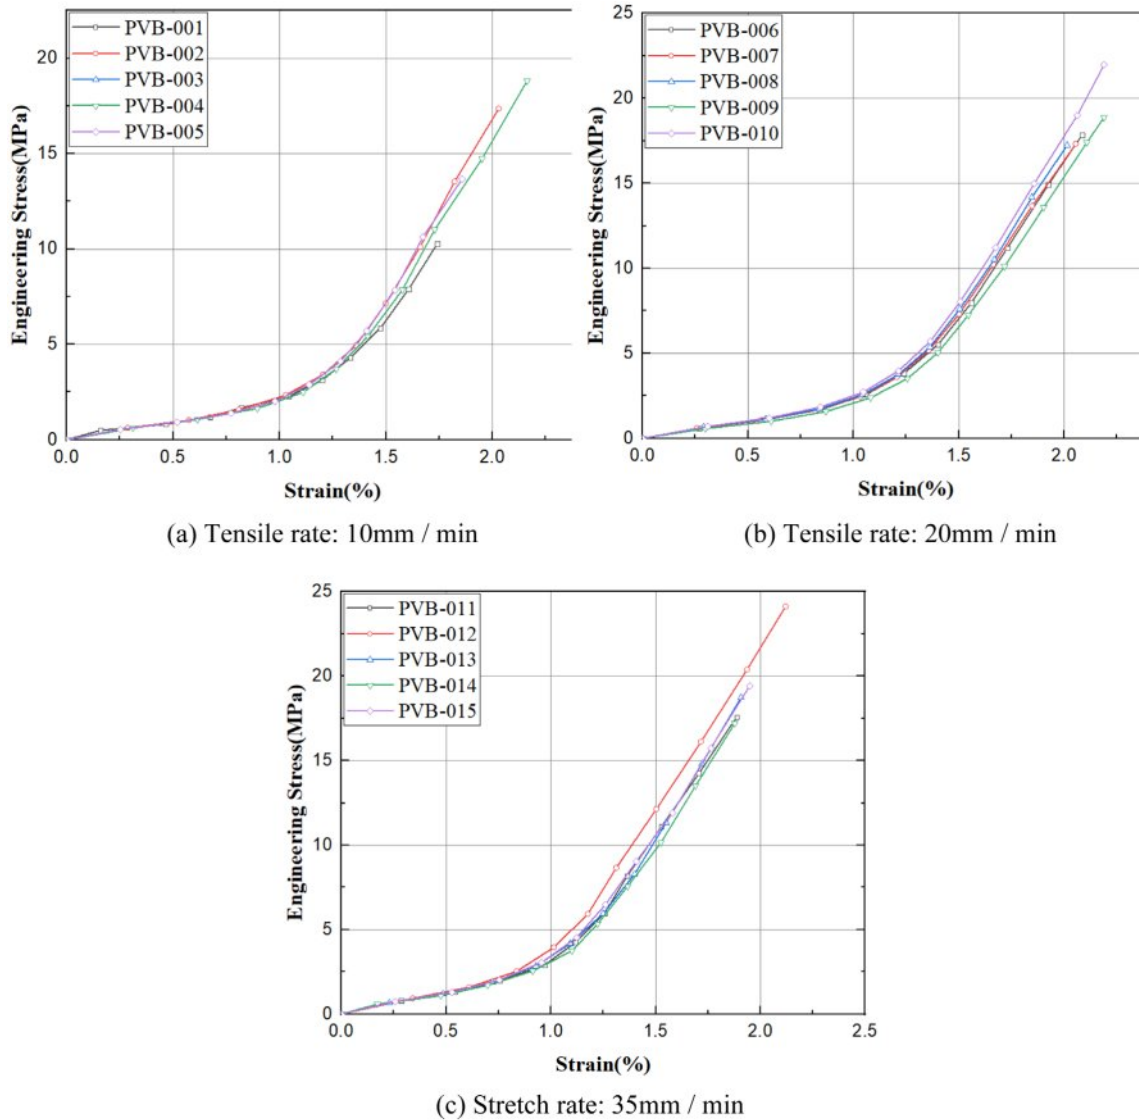 PVB-001
PVB-002
PVB-003
PVB-004
PVB-005
Engineering Stress(MPa)
20
15
10
5
0
0.0 0.5 1.0 1.5 2.0
Strain(%)
(a) Tensile rate: 10mm / min
PVB-006
PVB-007
PVB-008
PVB-009
PVB-010
Engineering Stress(MPa)
25
20
15
10
5
0
0.0 0.5 1.0 1.5 2.0
Strain(%)
(b) Tensile rate: 20mm / min
PVB-011
PVB-012
PVB-013
PVB-014
PVB-015
Engineering Stress(MPa)
25
20
15
10
5
0
0.0 0.5 1.0 1.5 2.0 2.5
Strain(%)
(c) Stretch rate: 35mm / min